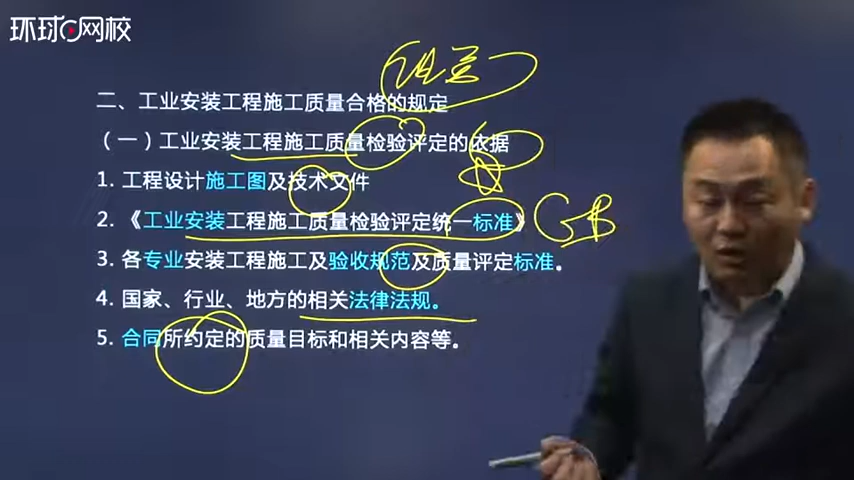 环球网校
二、工业安装工程施工质量合格的规定
（一）工业安装工程施工质量检验评定的依据
1. 工程设计施工图及技术文件
2. 《工业安装工程施工质量检验评定统一标准》 GB
3. 各专业安装工程施工及验收规范及质量评定标准。
4. 国家、行业、地方的相关法律法规。
5. 合同所约定的质量目标和相关内容等。